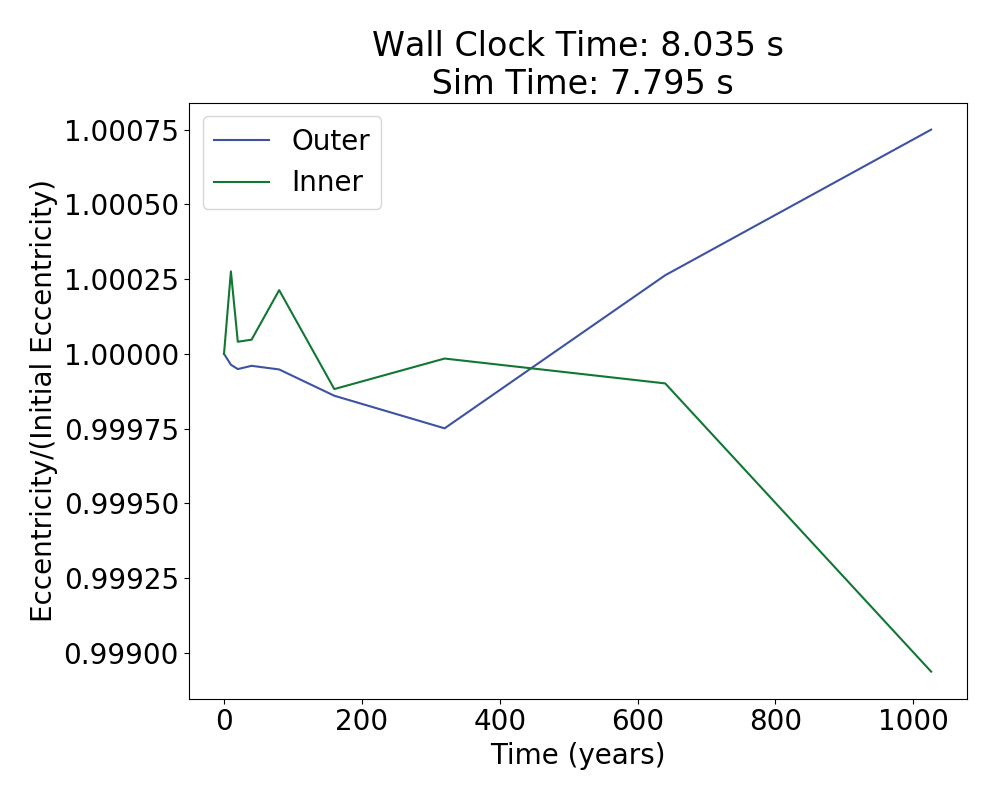 Wall Clock Time: 8.035 s
Sim Time: 7.795 s
Outer
Inner
Eccentricity/(Initial Eccentricity)
1.00075
1.00050
1.00025
1.00000
0.99975
0.99950
0.99925
0.99900
0 200 400 600 800 1000
Time (years)